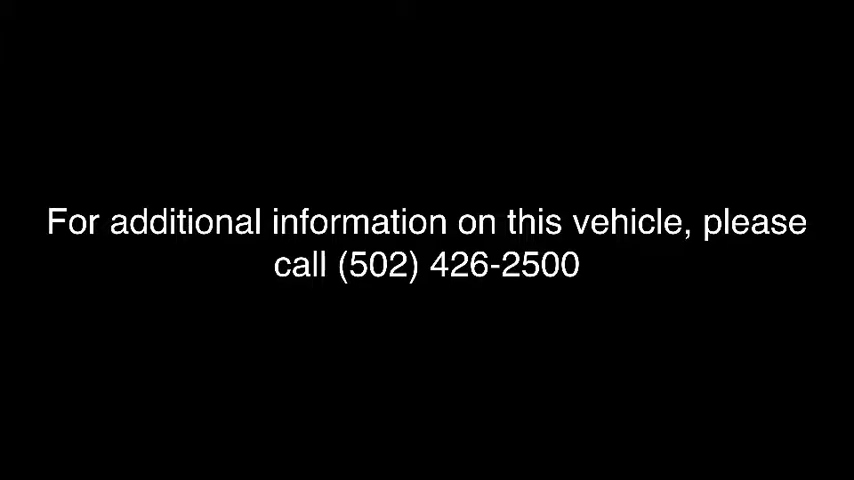 For additional information on this vehicle, please
call (502) 426-2500